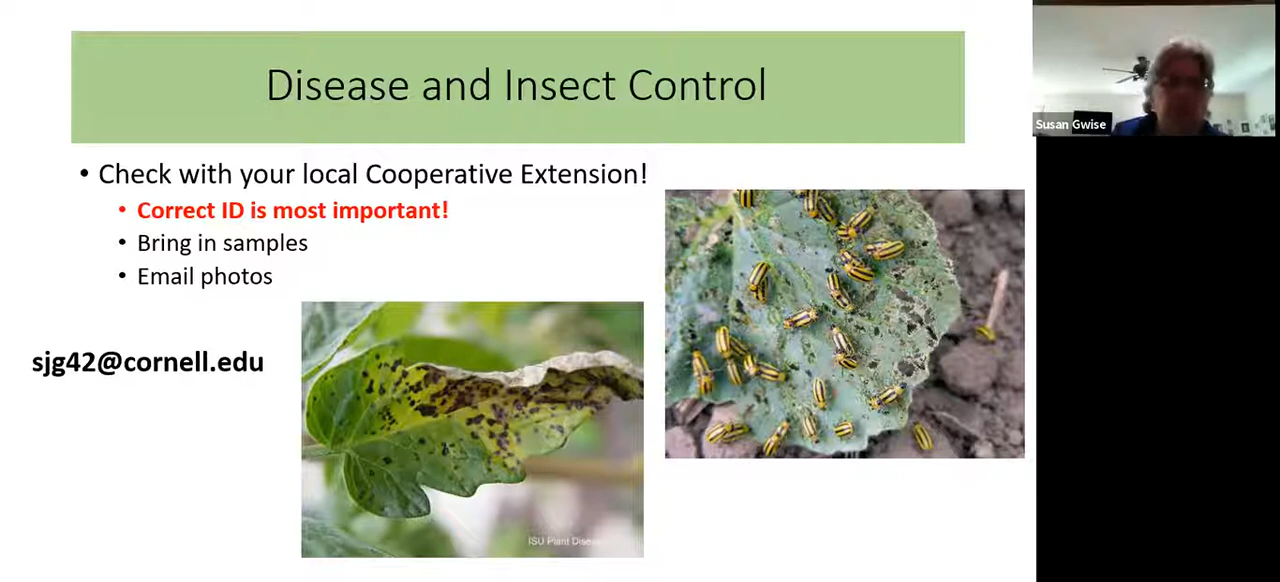 Disease and Insect Control
• Check with your local Cooperative Extension!
• Correct ID is most important!
• Bring in samples
• Email photos
sjg42@cornell.edu
ISU Plant
Susan Gwise